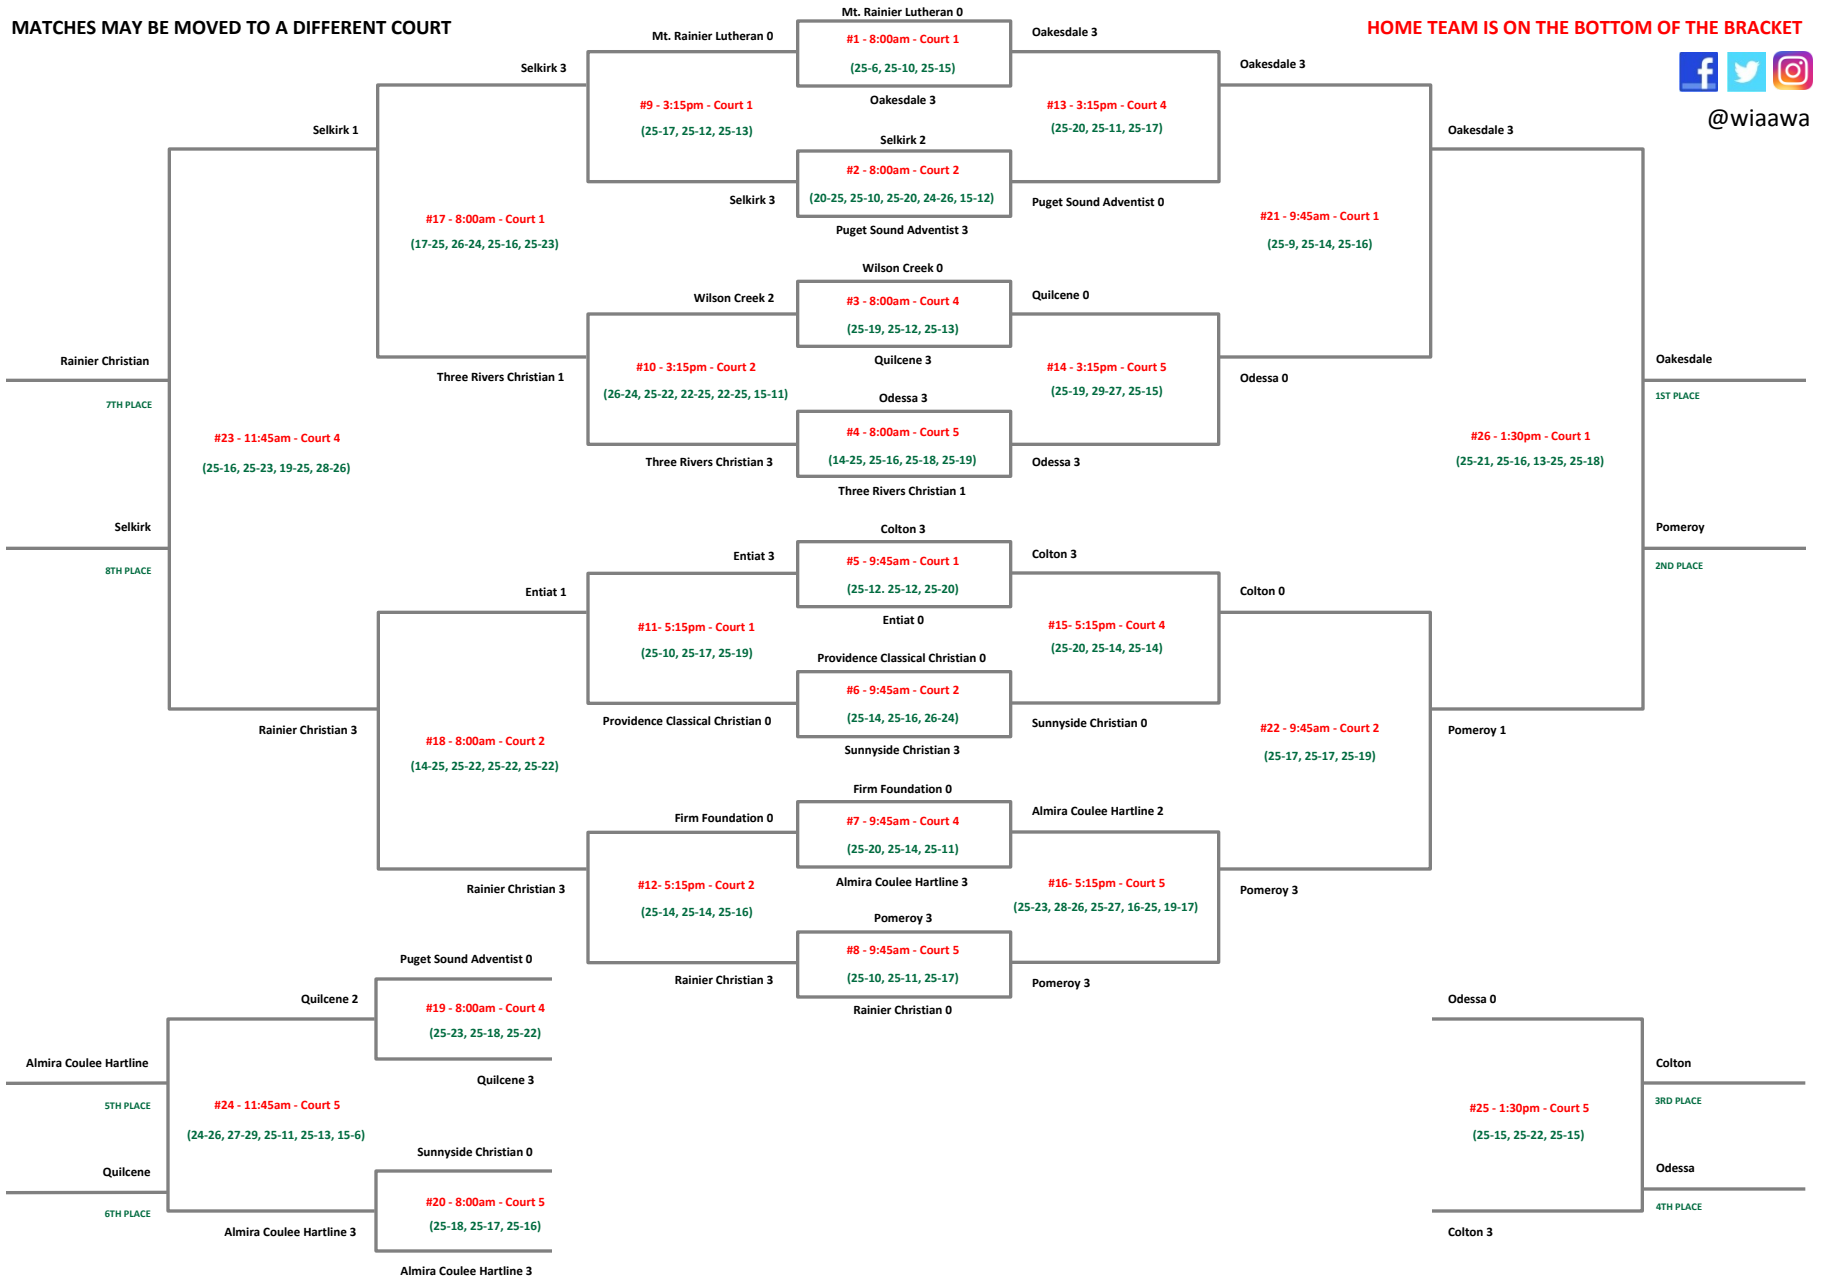 MATCHES MAY BE MOVED TO A DIFFERENT COURT
HOME TEAM IS ON THE BOTTOM OF THE BRACKET
@wiaawa
Mt. Rainier Lutheran 0
#1 - 8:00am - Court 1
(25-6, 25-10, 25-15)
Oakesdale 3
Selkirk 2
#2 - 8:00am - Court 2
(20-25, 25-10, 25-20, 24-26, 15-12)
Puget Sound Adventist 3
Wilson Creek 0
#3 - 8:00am - Court 4
(25-19, 25-12, 25-13)
Quilcene 3
Odessa 3
#4 - 8:00am - Court 5
(14-25, 25-16, 25-18, 25-19)
Three Rivers Christian 1
Colton 3
#5 - 9:45am - Court 1
(25-12. 25-12, 25-20)
Entiat 0
Providence Classical Christian 0
#6 - 9:45am - Court 2
(25-14, 25-16, 26-24)
Sunnyside Christian 3
Firm Foundation 0
#7 - 9:45am - Court 4
(25-20, 25-14, 25-11)
Almira Coulee Hartline 3
Pomeroy 3
#8 - 9:45am - Court 5
(25-10, 25-11, 25-17)
Rainier Christian 0
Mt. Rainier Lutheran 0
#9 - 3:15pm - Court 1
(25-17, 25-12, 25-13)
Selkirk 3
Wilson Creek 2
#10 - 3:15pm - Court 2
(26-24, 25-22, 22-25, 22-25, 15-11)
Three Rivers Christian 3
Entiat 3
#11- 5:15pm - Court 1
(25-10, 25-17, 25-19)
Providence Classical Christian 0
Firm Foundation 0
#12- 5:15pm - Court 2
(25-14, 25-14, 25-16)
Rainier Christian 3
Oakesdale 3
#13 - 3:15pm - Court 4
(25-20, 25-11, 25-17)
Puget Sound Adventist 0
Quilcene 0
#14 - 3:15pm - Court 5
(25-19, 29-27, 25-15)
Odessa 3
Colton 3
#15- 5:15pm - Court 4
(25-20, 25-14, 25-14)
Sunnyside Christian 0
Almira Coulee Hartline 2
#16- 5:15pm - Court 5
(25-23, 28-26, 25-27, 16-25, 19-17)
Pomeroy 3
Selkirk 3
#17 - 8:00am - Court 1
(17-25, 26-24, 25-16, 25-23)
Three Rivers Christian 1
Entiat 1
#18 - 8:00am - Court 2
(14-25, 25-22, 25-22, 25-22)
Rainier Christian 3
Puget Sound Adventist 0
#19 - 8:00am - Court 4
(25-23, 25-18, 25-22)
Quilcene 3
Sunnyside Christian 0
#20 - 8:00am - Court 5
(25-18, 25-17, 25-16)
Almira Coulee Hartline 3
Oakesdale 3
#21 - 9:45am - Court 1
(25-9, 25-14, 25-16)
Odessa 0
Colton 0
#22 - 9:45am - Court 2
(25-17, 25-17, 25-19)
Pomeroy 3
Selkirk 1
#23 - 11:45am - Court 4
(25-16, 25-23, 19-25, 28-26)
Rainier Christian 3
Rainier Christian
7TH PLACE
Selkirk
8TH PLACE
Quilcene 2
#24 - 11:45am - Court 5
(24-26, 27-29, 25-11, 25-13, 15-6)
Almira Coulee Hartline 3
Almira Coulee Hartline
5TH PLACE
Quilcene
6TH PLACE
Odessa 0
#25 - 1:30pm - Court 5
(25-15, 25-22, 25-15)
Colton 3
Colton
3RD PLACE
Odessa
4TH PLACE
Oakesdale 3
#26 - 1:30pm - Court 1
(25-21, 25-16, 13-25, 25-18)
Pomeroy 1
Oakesdale
1ST PLACE
Pomeroy
2ND PLACE